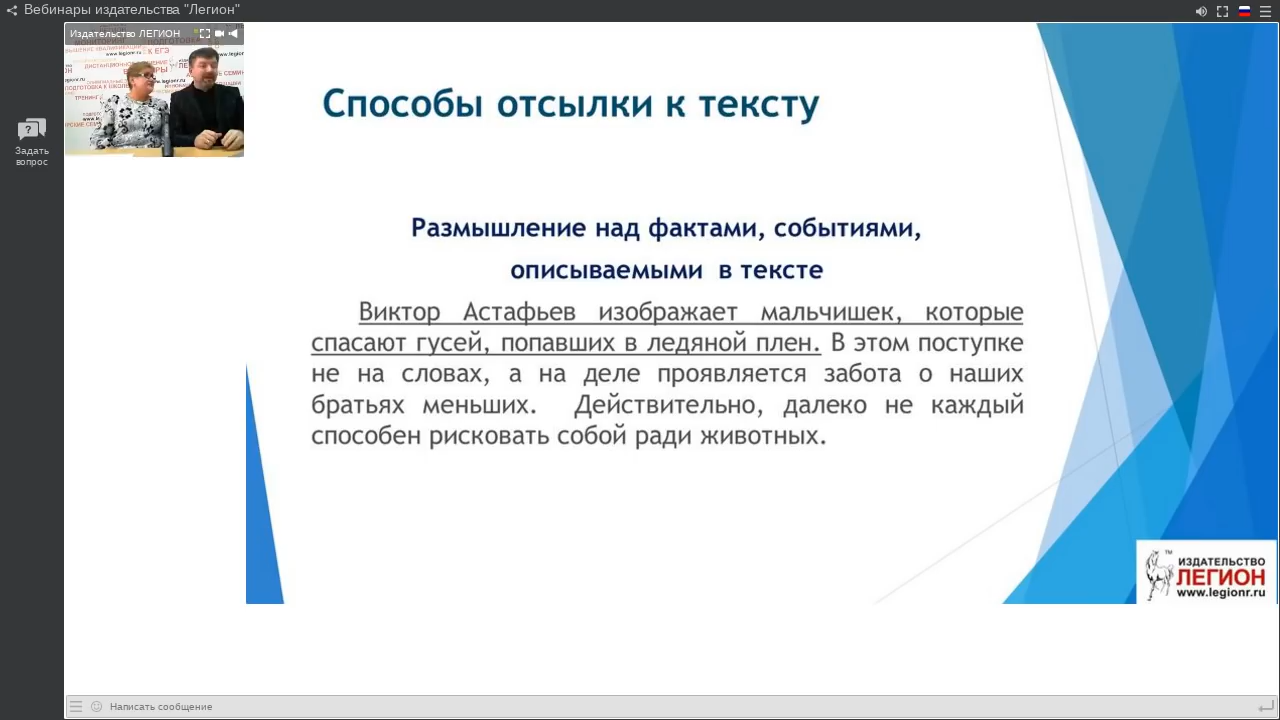 Вебинары издательства "Легион"
Издательство ЛЕГИОН
Задать
вопрос
Способы отсылки к тексту
Размышление над фактами, событиями,
описываемыми в тексте
Виктор Астафьев изображает мальчишек, которые
спасают гусей, попавших в ледяной плен. В этом поступке
не на словах, а на деле проявляется забота о наших
братьях меньших. Действительно, далеко не каждый
способен рисковать собой ради животных.
TM
ИЗДАТЕЛЬСТВО
ЛЕГИОН
www.legionr.ru
Написать сообщение